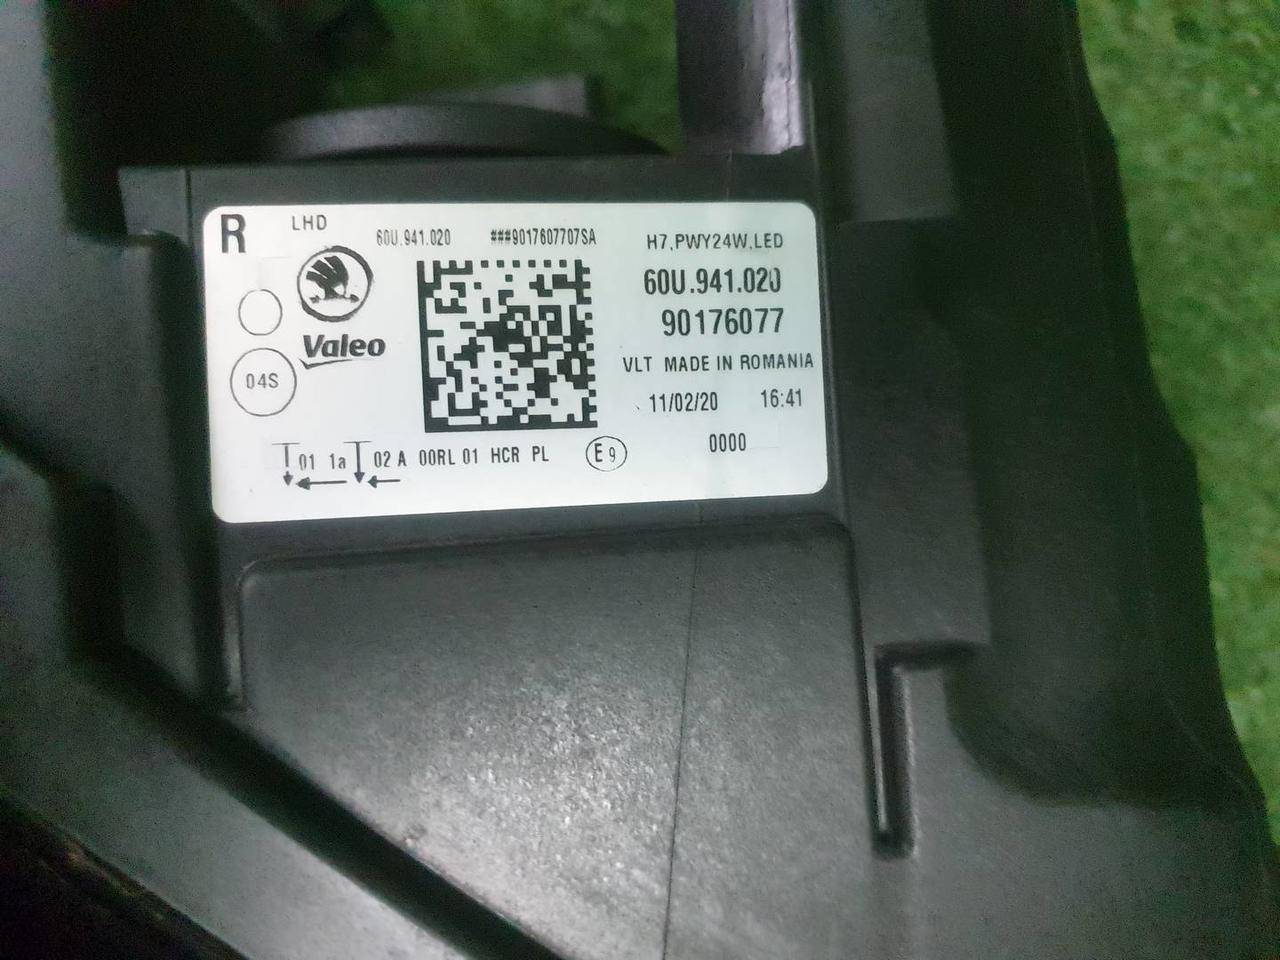 R LHD 60U.941.020 ###9017607707SA H7,PWY24W,LED
60U.941.020
90176077
Valeo
VLT MADE IN ROMANIA
04S
11/02/20 16:41
01 1a 02 A 00RL 01 HCR PL E9 0000